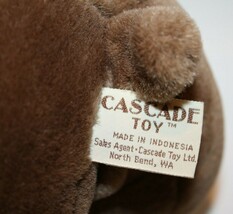 CASCADE
TOY™
MADE IN INDONESIA
Sales Agent - Cascade Toy Ltd.
North Bend, WA